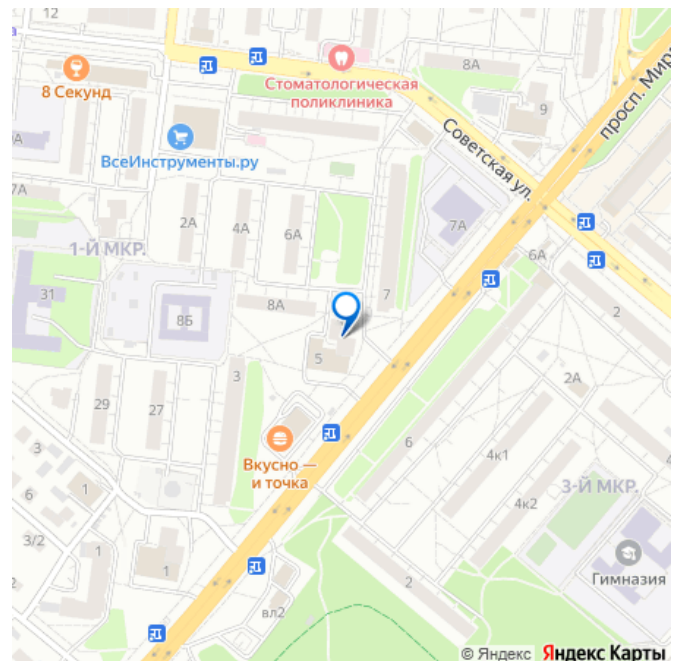 12
8 Секунд
Стоматологическая
поликлиника
8А
9
просп. Мира
Советская ул.
ВсеИнструменты.ру
7А
2А
4А
6А
7А
6А
1-Й МКР.
31
8Б
8А
7
2
5
3
2А
29
27
Вкусно —
и точка
6
4к1
3
6
1
4к2
3-Й МКР.
3/2
1
1
Гимназия
2
2
вл2
© Яндекс Яндекс Карты